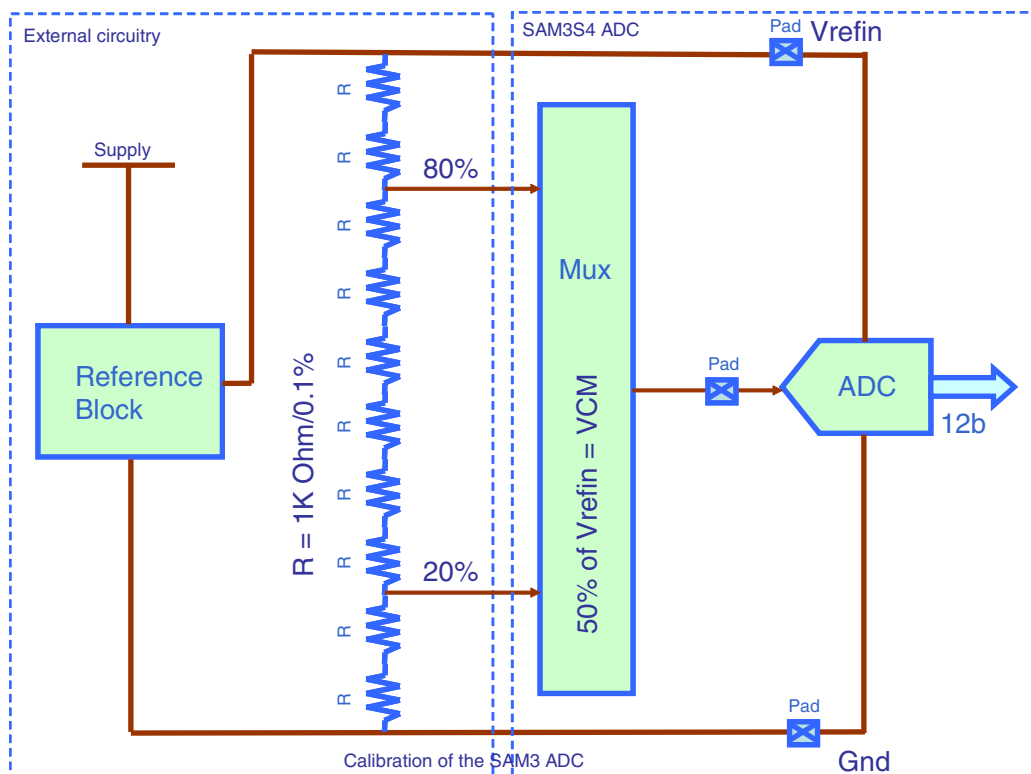 External circuitry
SAM3S4 ADC
Pad
Vrefin
R
R
Supply
80%
R
Mux
R
Reference
Block
R
Pad
ADC
12b
R
R = 1K Ohm/0.1%
50% of Vrefin = VCM
R
R
20%
R
R
Pad
Gnd
Calibration of the SAM3 ADC